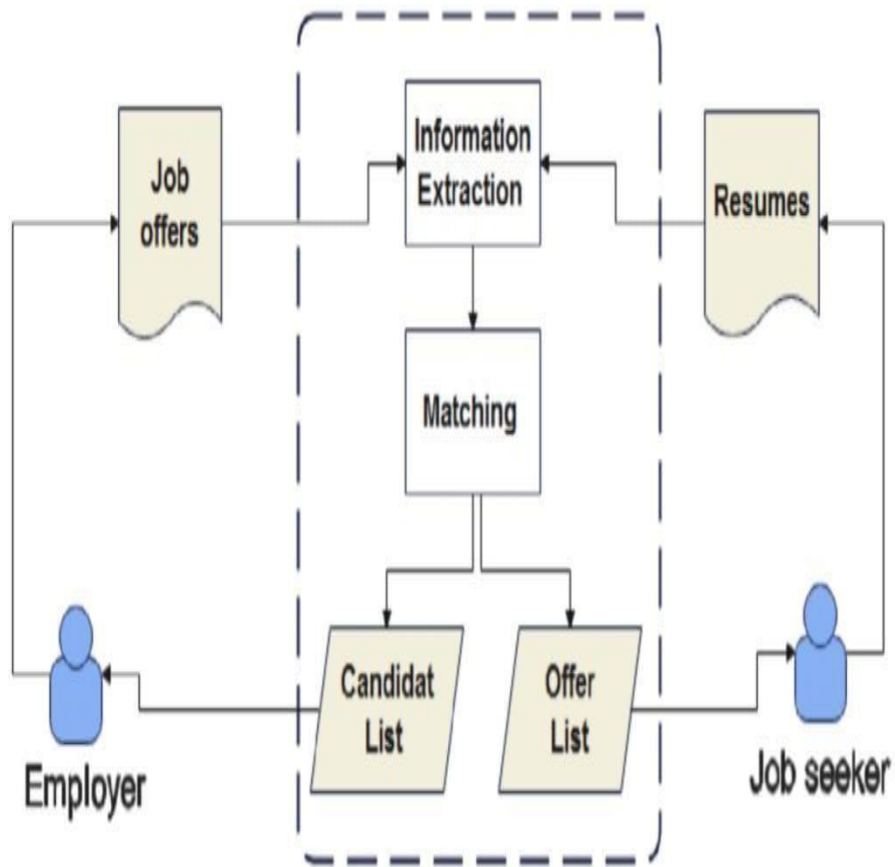 Information
Extraction
Job
offers
Resumes
Matching
Candidat
List
Offer
List
Employer
Job seeker